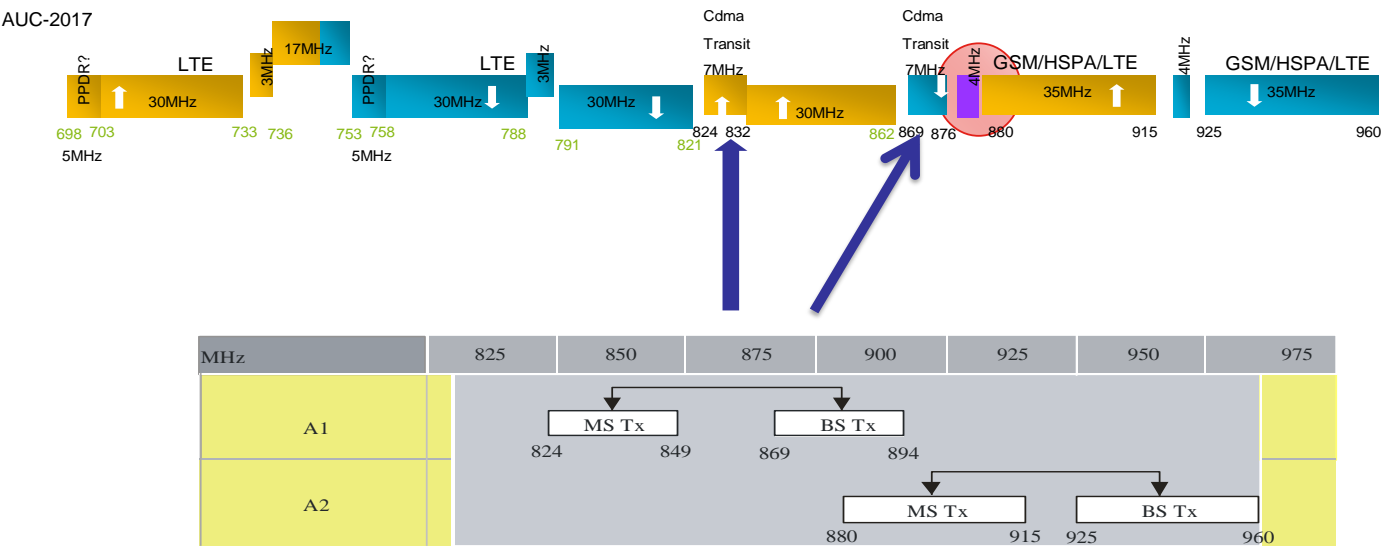 AUC-2017
Cdma
Transit
7MHz
Cdma
Transit
7MHz
PPDR?
LTE
30MHz
3MHz
17MHz
PPDR?
LTE
30MHz
3MHz
30MHz
30MHz
4MHz
GSM/HSPA/LTE
35MHz
4MHz
GSM/HSPA/LTE
35MHz
698 703 733 736 753 758 788 791 821 824 832 862 869 876 880 915 925 960
5MHz 5MHz
MHz 825 850 875 900 925 950 975
A1 MS Tx BS Tx
824 849 869 894
A2 MS Tx BS Tx
880 915 925 960